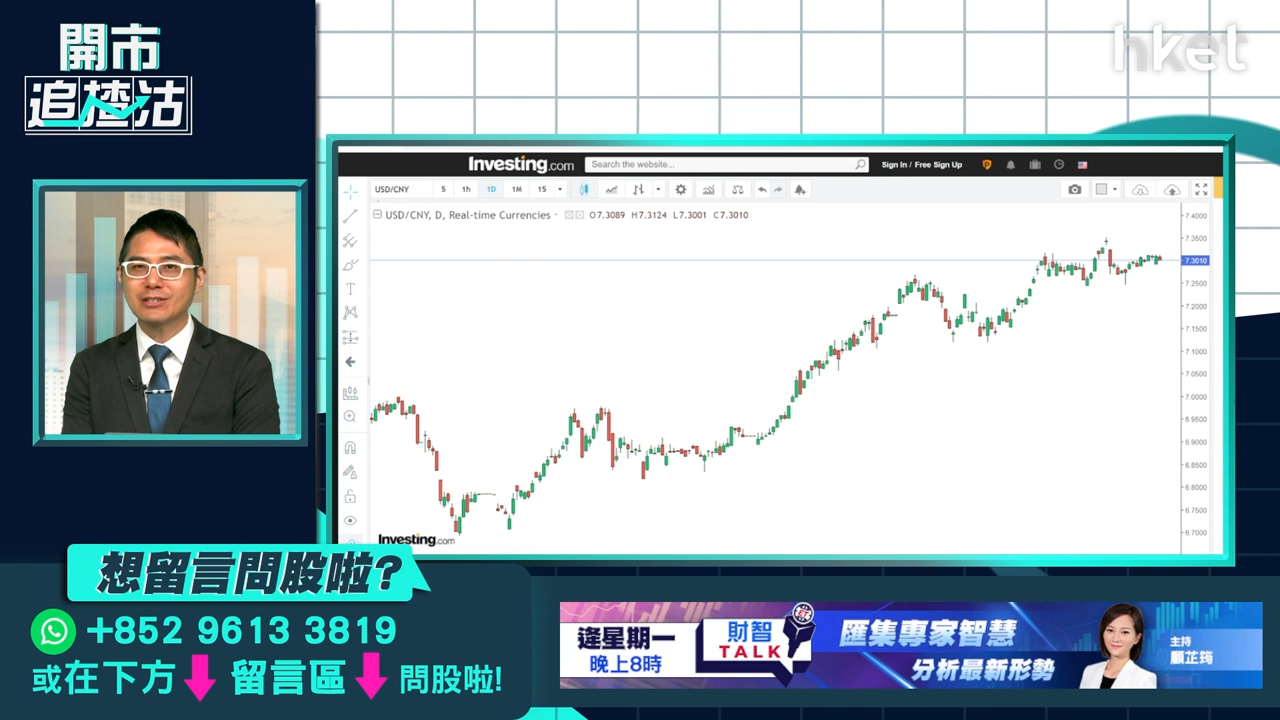 開市
追揸沽
hket
Investing.com
Search the website...
Sign In / Free Sign Up
USD/CNY
5
1h
1D
1M
15
USD/CNY, D, Real-time Currencies
O7.3089 H7.3124 L7.3001 C7.3010
7.4000
7.3500
7.3010
7.2500
7.2000
7.1500
7.1000
7.0500
7.0000
6.9500
6.9000
6.8500
6.8000
6.7500
6.7000
Investing.com
想留言問股啦?
+852 9613 3819
或在下方 留言區 問股啦!
逢星期一
晚上8時
財智
TALK
匯集專家智慧
分析最新形勢
主持
顧芷筠